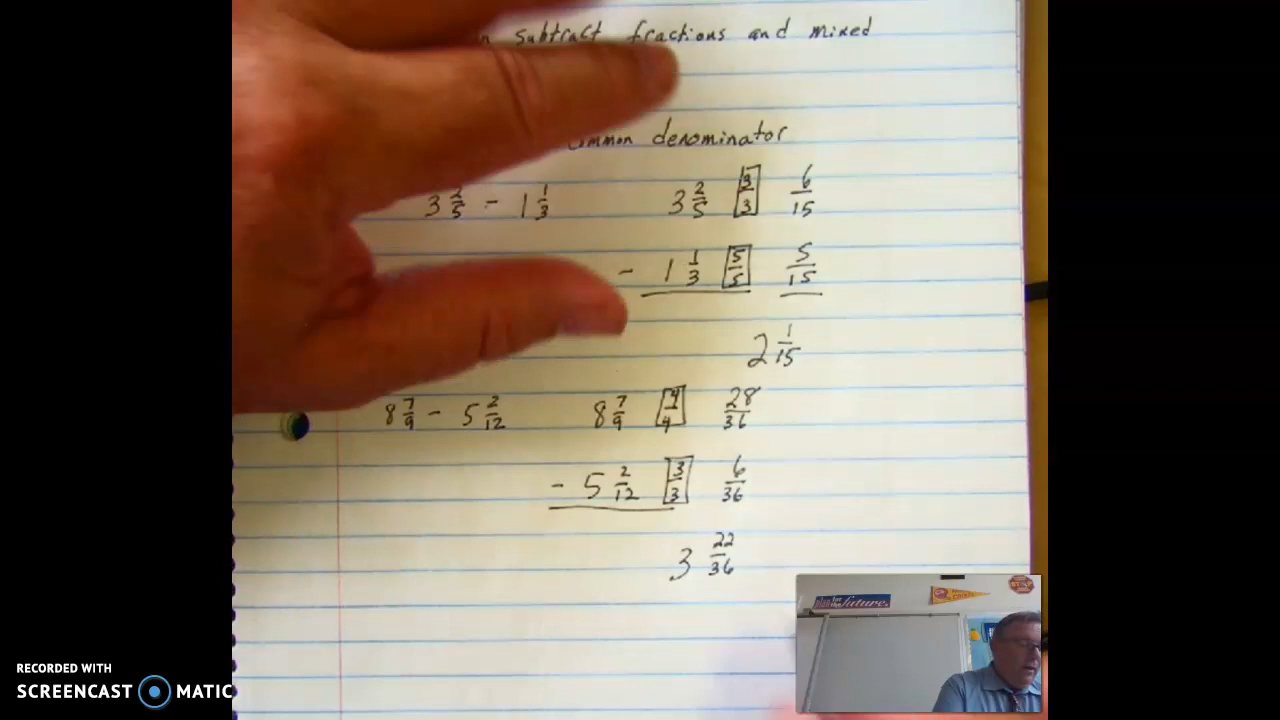 subtract fractions and mixed
common denominator
3 2/5 - 1 1/3 3 2/5 [3/3] 6/15
- 1 1/3 [5/5] 5/15
2 1/15
8 7/9 - 5 2/12 8 7/9 [4/4] 28/36
- 5 2/12 [3/3] 6/36
3 22/36
RECORDED WITH
SCREENCAST MATIC